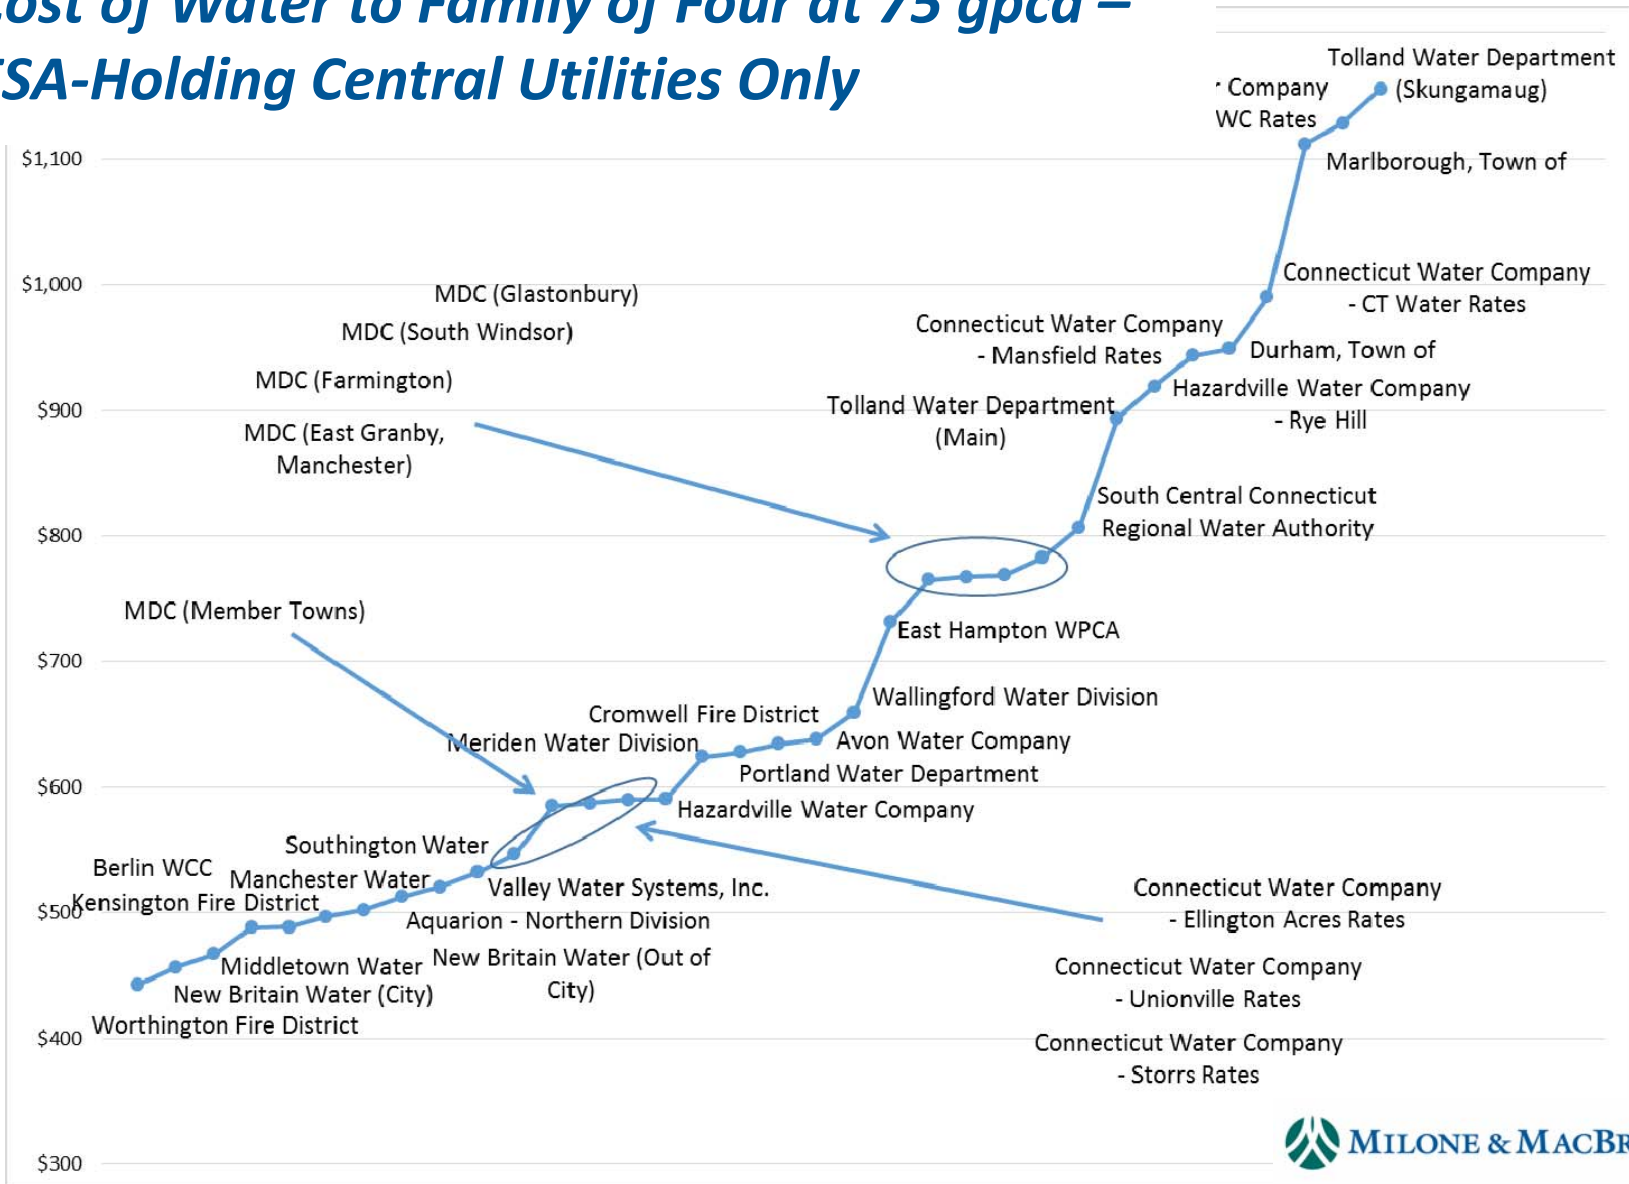 of Water to Family of Four at 75 gpcd –
ESA-Holding Central Utilities Only
Tolland Water Department
(Skungamaug)
Company
WC Rates
Marlborough, Town of
$1,100
$1,000
$900
$800
$700
$600
$500
$400
$300
Connecticut Water Company
- CT Water Rates
MDC (Glastonbury)
MDC (South Windsor)
MDC (Farmington)
MDC (East Granby,
Manchester)
Connecticut Water Company
- Mansfield Rates
Durham, Town of
Hazardville Water Company
- Rye Hill
Tolland Water Department
(Main)
South Central Connecticut
Regional Water Authority
MDC (Member Towns)
East Hampton WPCA
Wallingford Water Division
Cromwell Fire District
Meriden Water Division
Avon Water Company
Portland Water Department
Hazardville Water Company
Southington Water
Berlin WCC
Manchester Water
Kensington Fire District
Valley Water Systems, Inc.
Aquarion - Northern Division
New Britain Water (Out of
City)
Middletown Water
New Britain Water (City)
Worthington Fire District
Connecticut Water Company
- Ellington Acres Rates
Connecticut Water Company
- Unionville Rates
Connecticut Water Company
- Storrs Rates
MILONE & MACBR